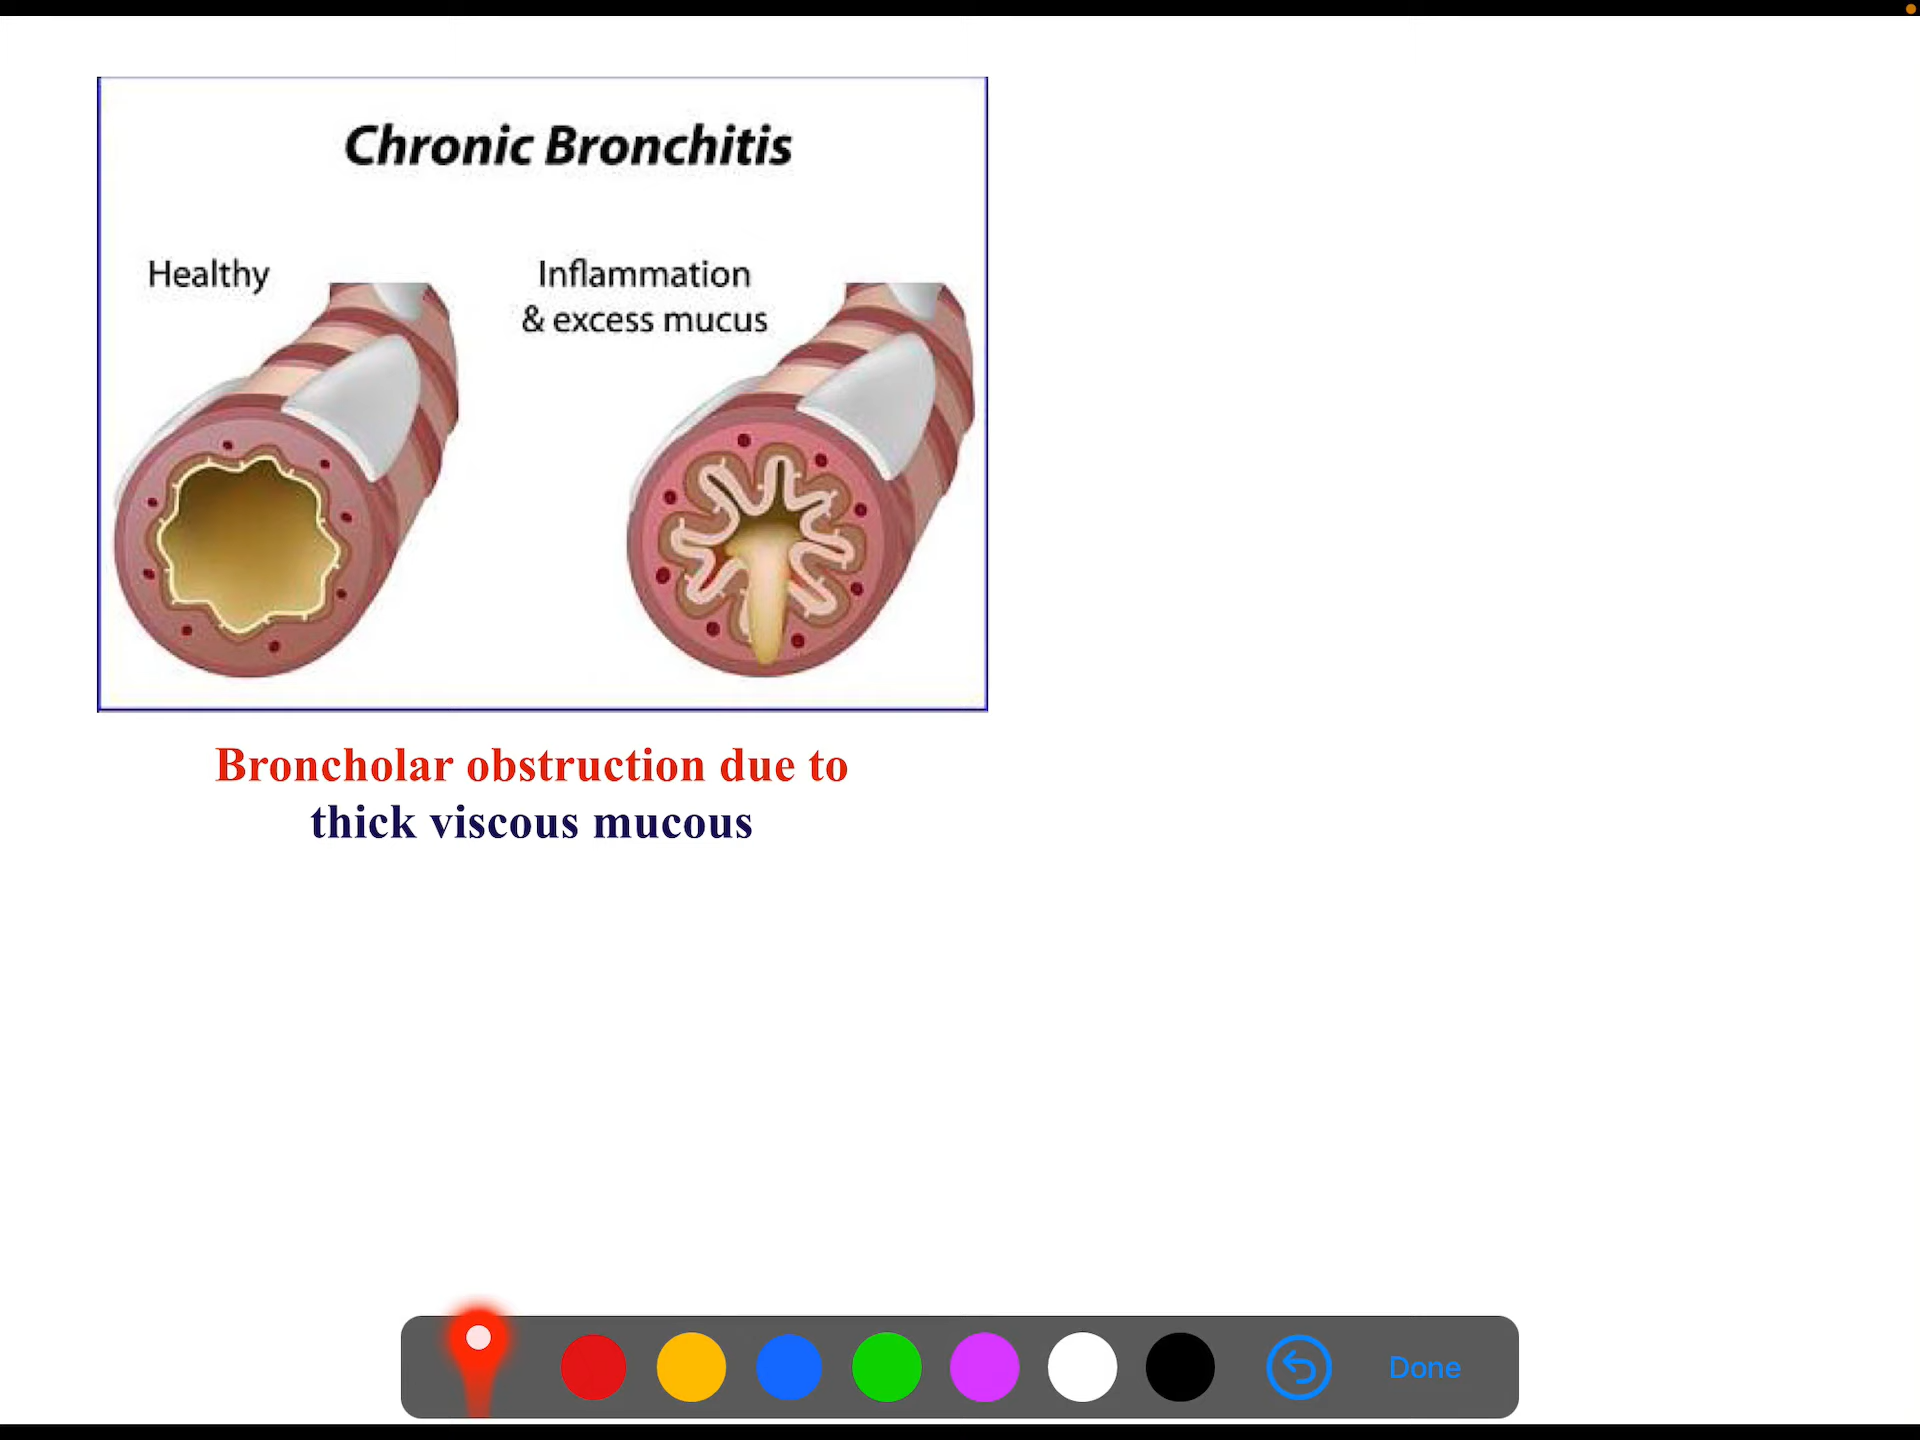 Chronic Bronchitis
Healthy
Inflammation
& excess mucus
Broncholar obstruction due to
thick viscous mucous
Done